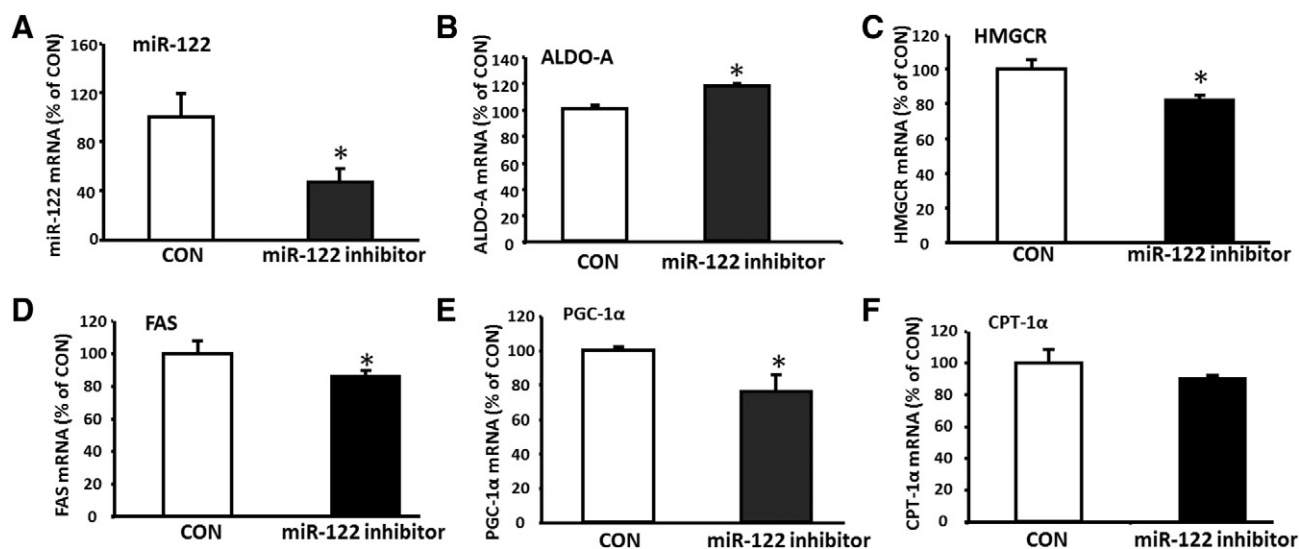 A
miR-122
miR-122 mRNA (% of CON)
160
120
80
40
0
*
CON
miR-122 inhibitor
B
ALDO-A
ALDO-A mRNA (% of CON)
140
120
100
80
60
40
20
0
*
CON
miR-122 inhibitor
C
HMGCR
HMGCR mRNA (% of CON)
120
100
80
60
40
20
0
*
CON
miR-122 inhibitor
D
FAS
FAS mRNA (% of CON)
120
100
80
60
40
20
0
*
CON
miR-122 inhibitor
E
PGC-1α
PGC-1α mRNA (% of CON)
120
100
80
60
40
20
0
*
CON
miR-122 inhibitor
F
CPT-1α
CPT-1α mRNA (% of CON)
120
100
80
60
40
20
0
CON
miR-122 inhibitor